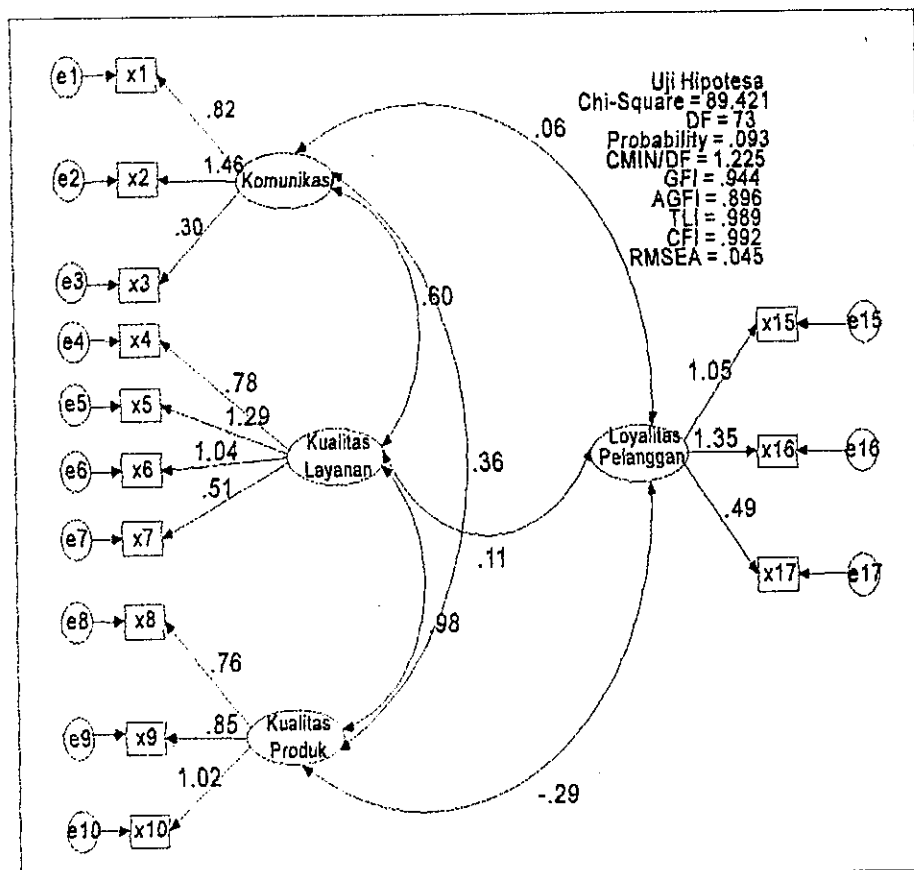 Uji Hipotesa
Chi-Square = 89.421
DF = 73
Probability = .093
CMIN/DF = 1.225
GFI = .944
AGFI = .896
TLI = .989
CFI = .992
RMSEA = .045
e1 x1
.82
.06
e2 x2 1.46 Komunikasi
.30
e3 x3
.60
e4 x4
.78
e5 x5 1.29
e6 x6 1.04
Kualitas
Layanan
.51
e7 x7
.36
.11
Loyalitas
Pelanggan
1.05
x15 e15
1.35
x16 e16
.49
x17 e17
e8 x8
.76
.98
e9 x9 .85
Kualitas
Produk
1.02
e10 x10
-.29